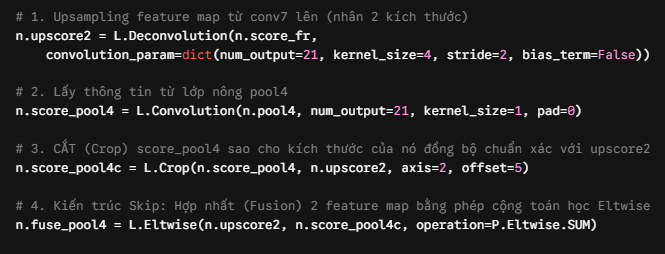 # 1. Upsampling feature map từ conv7 lên (nhân 2 kích thước)
n.upscore2 = L.Deconvolution(n.score_fr,
    convolution_param=dict(num_output=21, kernel_size=4, stride=2, bias_term=False))
# 2. Lấy thông tin từ lớp nông pool4
n.score_pool4 = L.Convolution(n.pool4, num_output=21, kernel_size=1, pad=0)
# 3. CẮT (Crop) score_pool4 sao cho kích thước của nó đồng bộ chuẩn xác với upscore2
n.score_pool4c = L.Crop(n.score_pool4, n.upscore2, axis=2, offset=5)
# 4. Kiến trúc Skip: Hợp nhất (Fusion) 2 feature map bằng phép cộng toán học Eltwise
n.fuse_pool4 = L.Eltwise(n.upscore2, n.score_pool4c, operation=P.Eltwise.SUM)